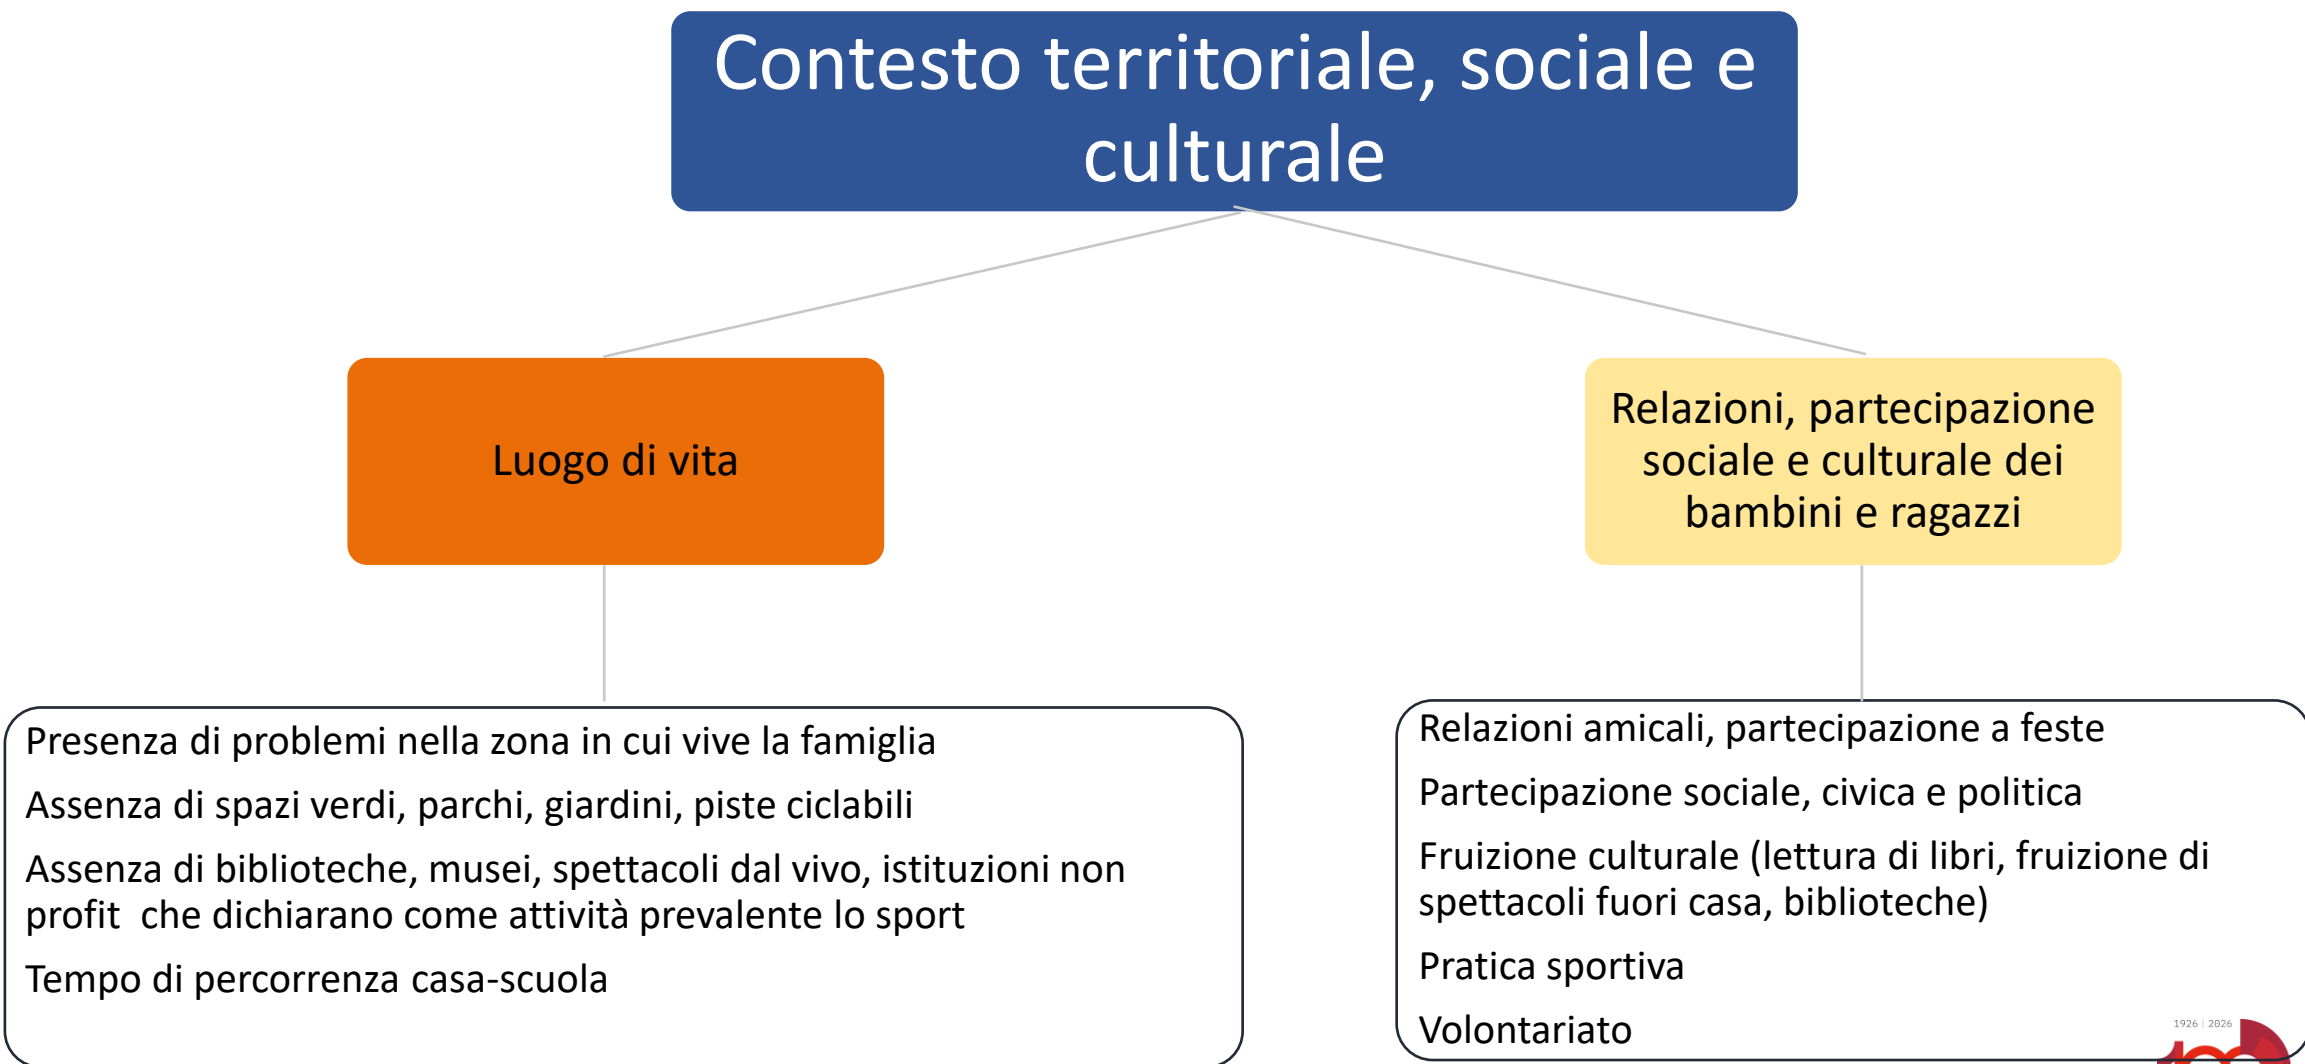 Contesto territoriale, sociale e
culturale
Luogo di vita
Relazioni, partecipazione
sociale e culturale dei
bambini e ragazzi
Presenza di problemi nella zona in cui vive la famiglia
Assenza di spazi verdi, parchi, giardini, piste ciclabili
Assenza di biblioteche, musei, spettacoli dal vivo, istituzioni non
profit  che dichiarano come attività prevalente lo sport
Tempo di percorrenza casa-scuola
Relazioni amicali, partecipazione a feste
Partecipazione sociale, civica e politica
Fruizione culturale (lettura di libri, fruizione di
spettacoli fuori casa, biblioteche)
Pratica sportiva
Volontariato
1926 | 2026